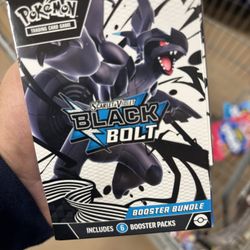 POKÉMON
TRADING CARD GAME
SCARLET & VIOLET
BLACK
BOLT
BOOSTER BUNDLE
INCLUDES 6 BOOSTER PACKS